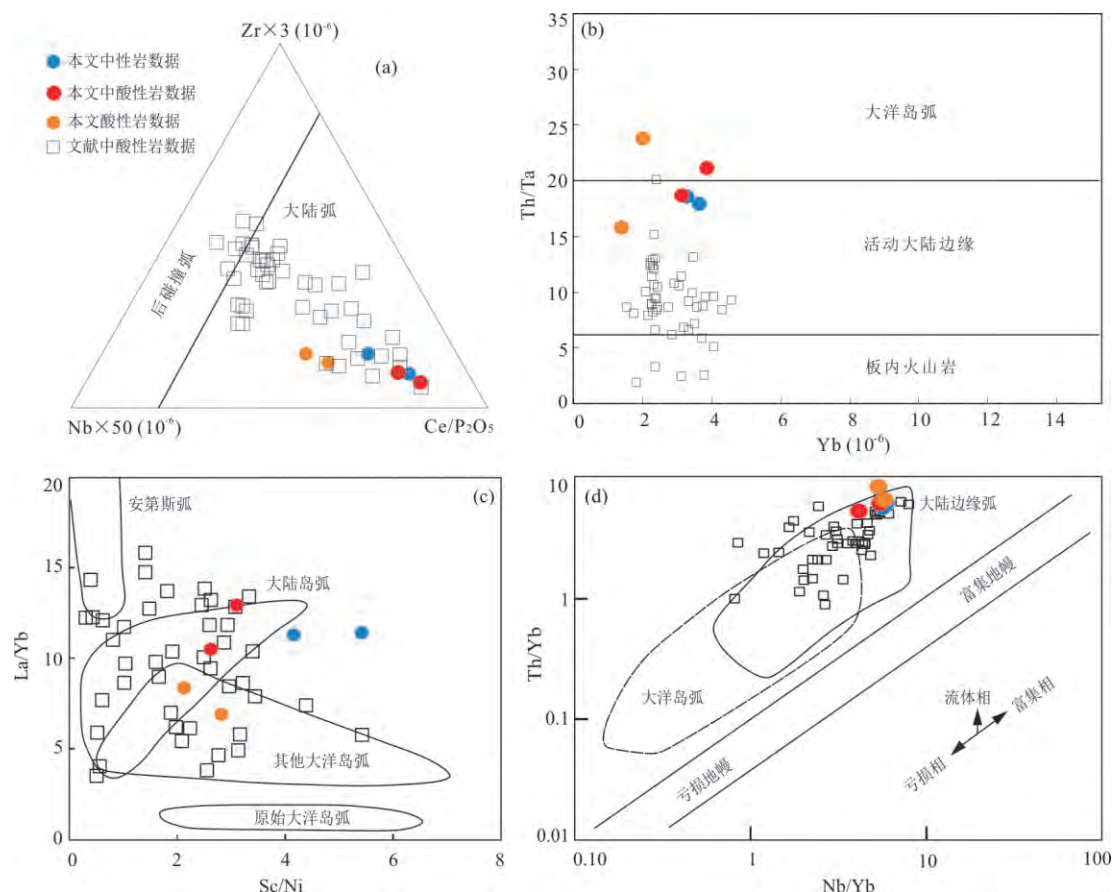 Zr×3 (10⁻⁶)
本文中性岩数据
本文中酸性岩数据
本文酸性岩数据
文献中酸性岩数据
(a)
大陆弧
后碰撞弧
Nb×50 (10⁻⁶)
Ce/P₂O₅
(b)
35
30
25
20
15
10
5
0
Th/Ta
大洋岛弧
活动大陆边缘
板内火山岩
0 2 4 6 8 10 12 14
Yb (10⁻⁶)
(c)
20
15
10
5
0
La/Yb
安第斯弧
大陆岛弧
其他大洋岛弧
原始大洋岛弧
0 2 4 6 8
Sc/Ni
(d)
10
1
0.1
0.01
Th/Yb
大陆边缘弧
富集地幔
大洋岛弧
流体相
富集相
亏损地幔
亏损相
0.10 1 10 100
Nb/Yb